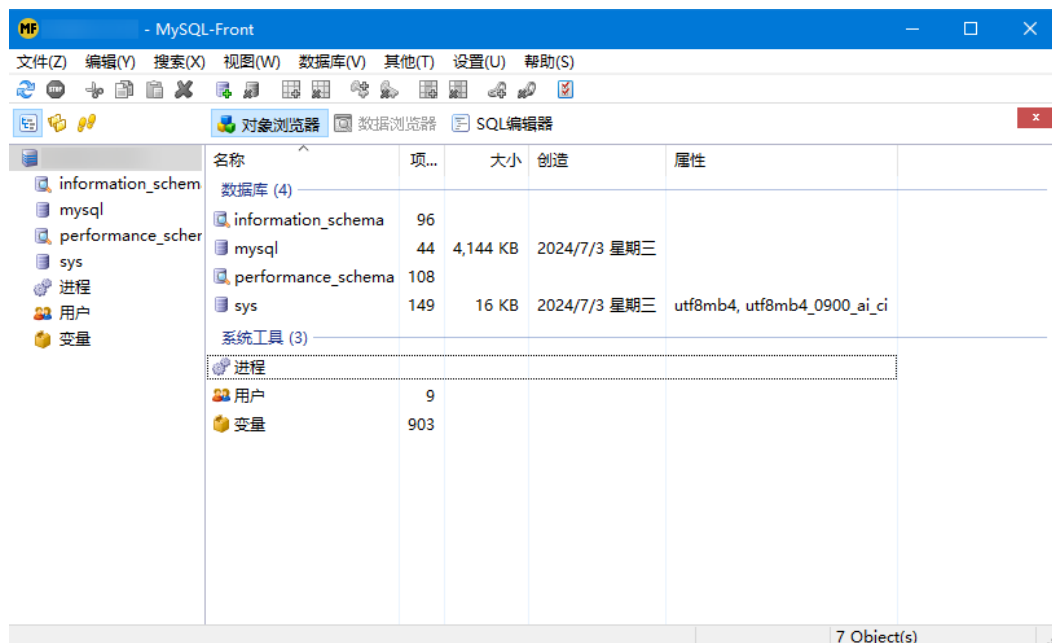 MF - MySQL-Front
文件(Z) 编辑(Y) 搜索(X) 视图(W) 数据库(V) 其他(T) 设置(U) 帮助(S)
STOP
对象浏览器 数据浏览器 SQL编辑器 x
名称 项... 大小 创造 属性
information_schem
mysql
performance_scher
sys
进程
用户
变量
数据库 (4)
information_schema 96
mysql 44 4,144 KB 2024/7/3 星期三
performance_schema 108
sys 149 16 KB 2024/7/3 星期三 utf8mb4, utf8mb4_0900_ai_ci
系统工具 (3)
进程
用户 9
变量 903
7 Object(s)